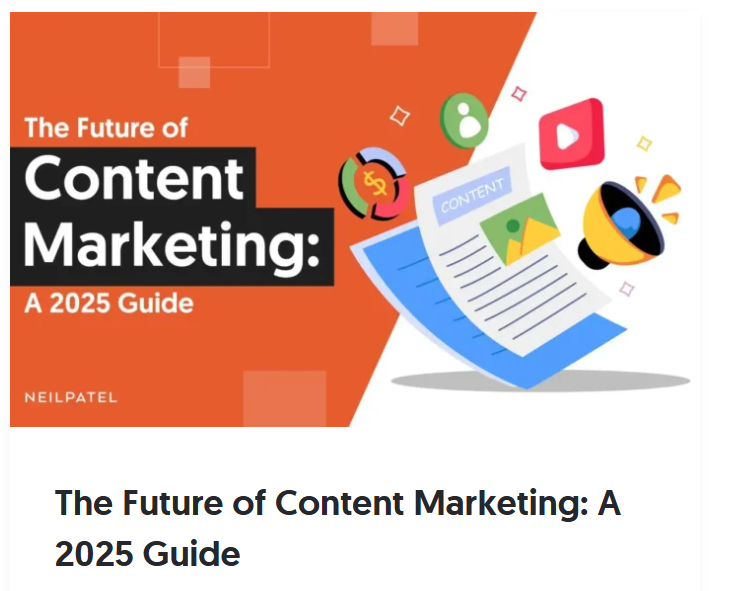 The Future of
Content
Marketing:
A 2025 Guide
NEILPATEL
CONTENT
The Future of Content Marketing: A
2025 Guide